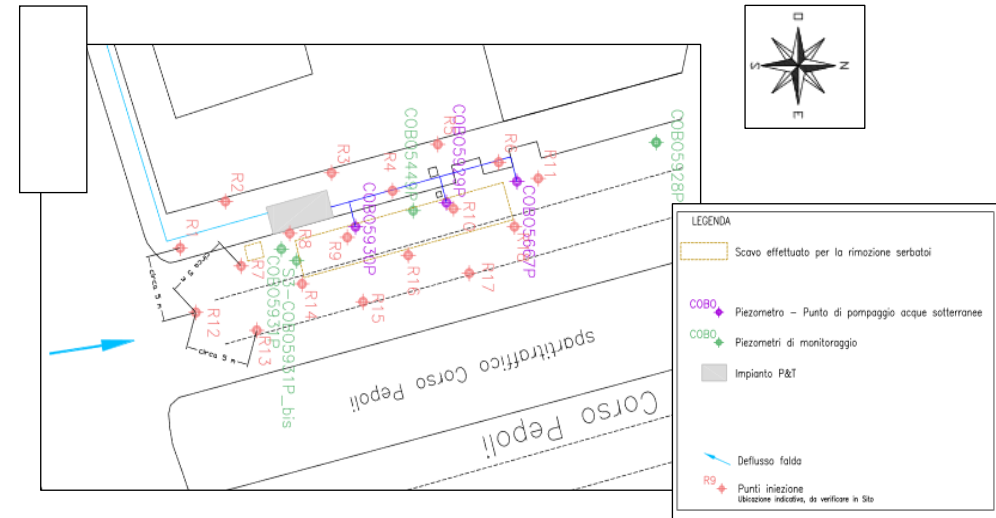 O
S
N
E
COBO5928P
COBO5449P
COBO5929P
R5
R6
R11
R3
R4
R2
R10
COBO5667P
R18
R1
COBO5930P
R8
R9
R7
R16
R17
COBO5931P
S3-COBO5931P_bis
R14
R15
R12
R13
circa 5 m
circa 5 m
circa 5 m
spartitraffico Corso Pepoli
Corso Pepoli
LEGENDA
Scavo effettuato per la rimozione serbatoi
COBO
Piezometro – Punto di pompaggio acque sotterranee
COBO
Piezometri di monitoraggio
Impianto P&T
Deflusso falda
R9
Punti iniezione
Ubicazione indicativa, da verificare in Sito